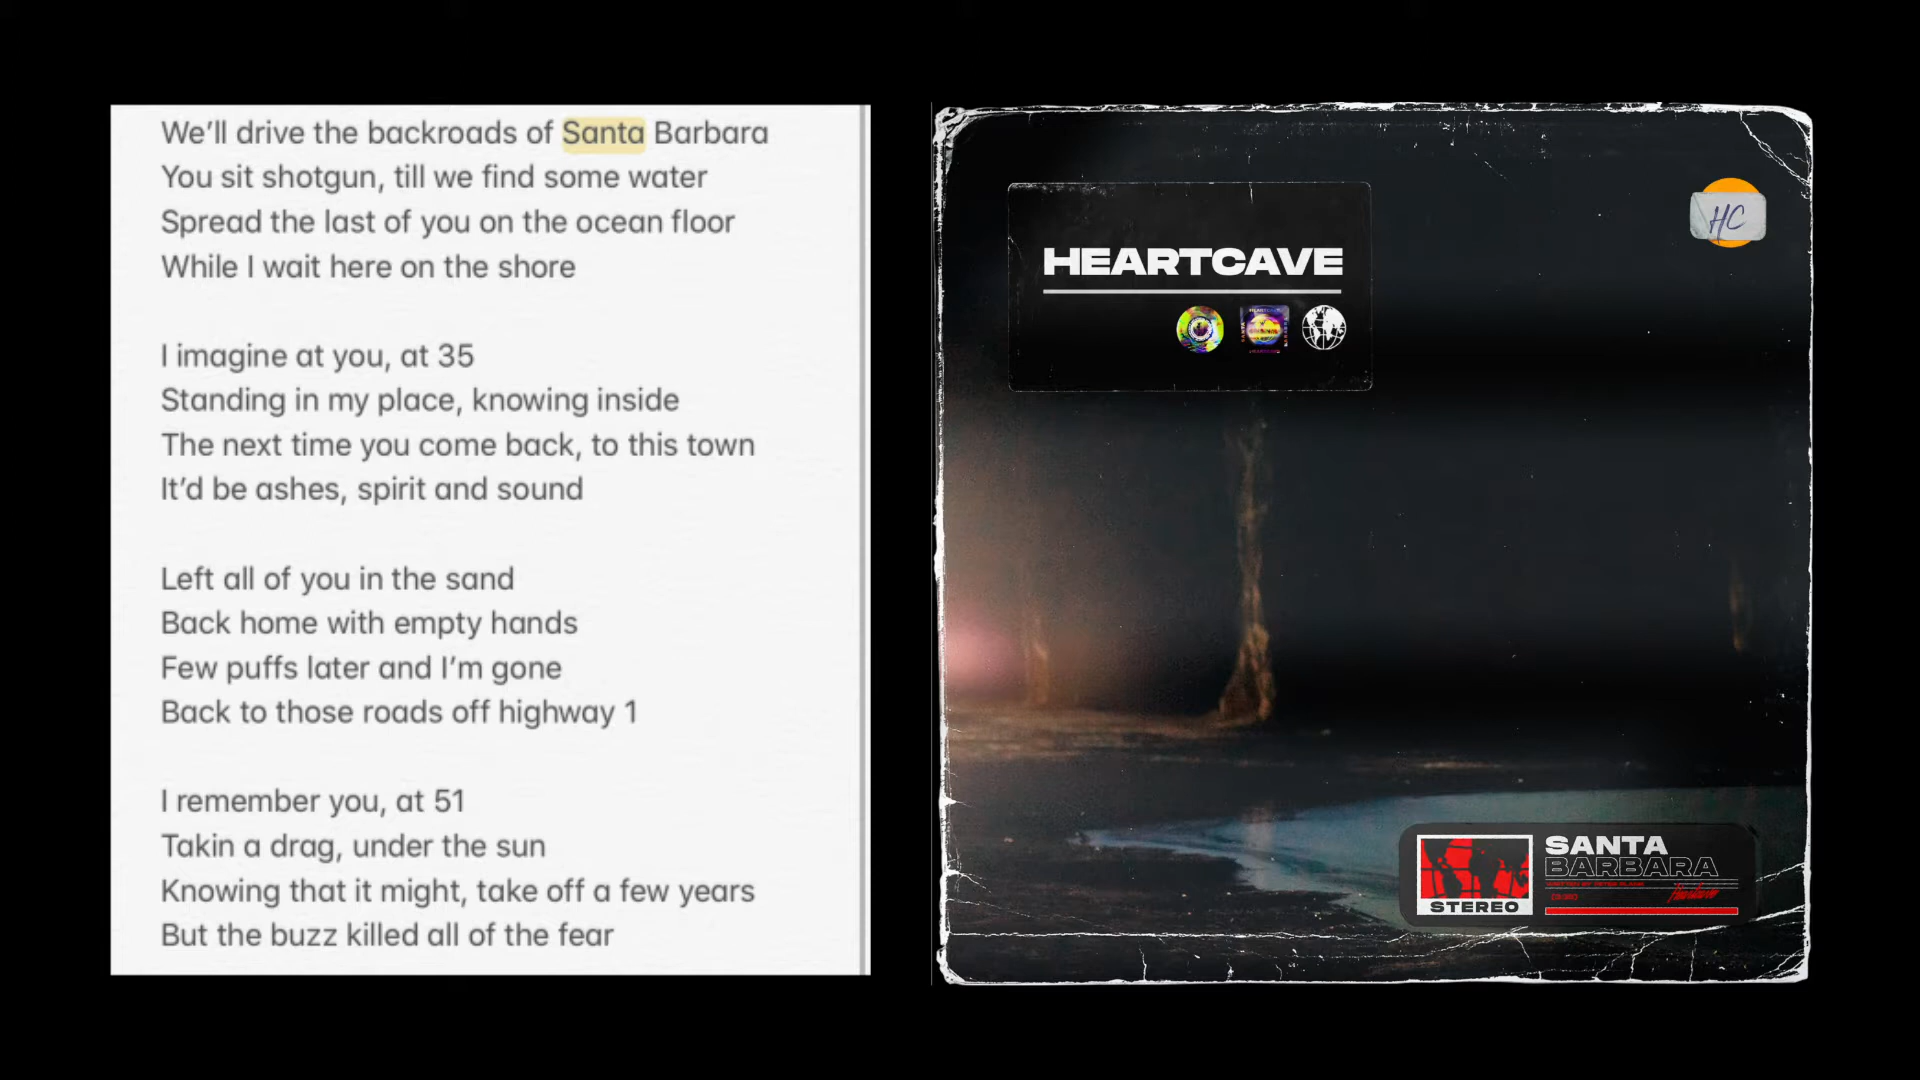 We’ll drive the backroads of Santa Barbara
You sit shotgun, till we find some water
Spread the last of you on the ocean floor
While I wait here on the shore
I imagine at you, at 35
Standing in my place, knowing inside
The next time you come back, to this town
It’d be ashes, spirit and sound
Left all of you in the sand
Back home with empty hands
Few puffs later and I’m gone
Back to those roads off highway 1
I remember you, at 51
Takin a drag, under the sun
Knowing that it might, take off a few years
But the buzz killed all of the fear
HC
HEARTCAVE
SANTA
BARBARA
WRITTEN BY
STEREO